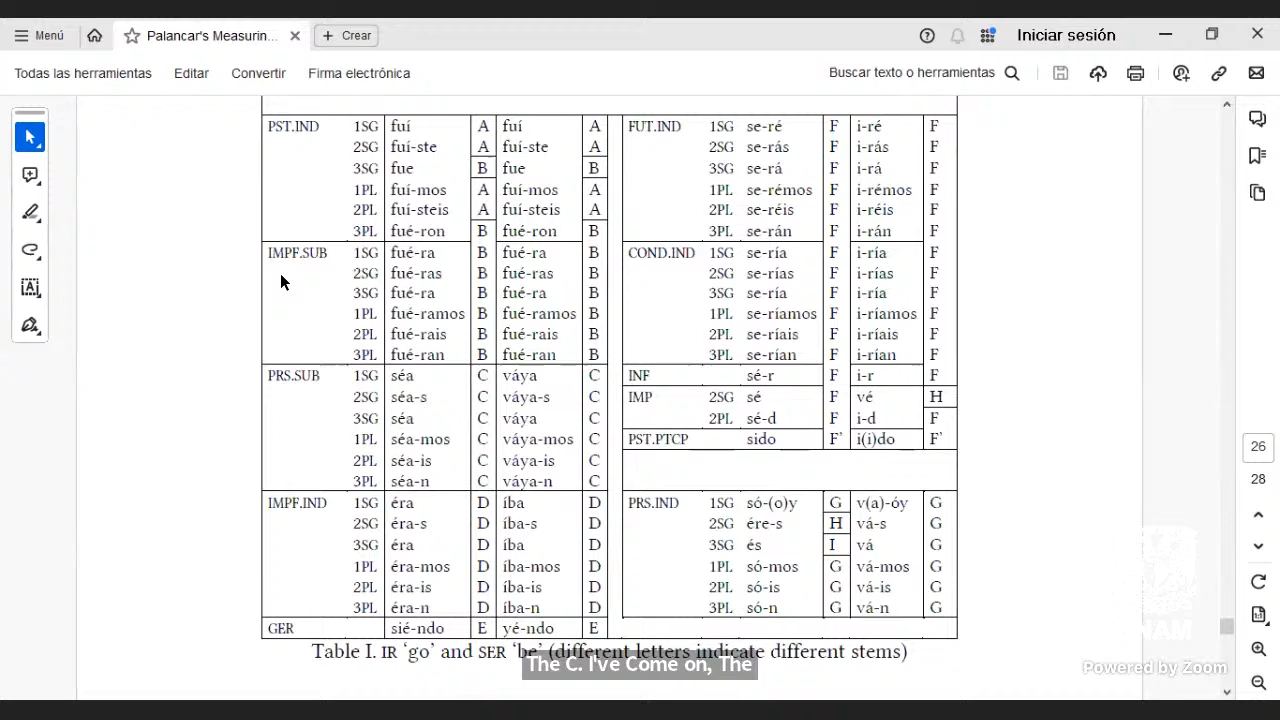 Menú
Palancar's Measurin...
Crear
Iniciar sesión
Todas las herramientas Editar Convertir Firma electrónica
Buscar texto o herramientas
PST.IND 1SG fuí A fuí A FUT.IND 1SG se-ré F i-ré F
2SG fuí-ste A fuí-ste A 2SG se-rás F i-rás F
3SG fue B fue B 3SG se-rá F i-rá F
1PL fuí-mos A fuí-mos A 1PL se-rémos F i-rémos F
2PL fuí-steis A fuí-steis A 2PL se-réis F i-réis F
3PL fué-ron B fué-ron B 3PL se-rán F i-rán F
IMPF.SUB 1SG fué-ra B fué-ra B COND.IND 1SG se-ría F i-ría F
2SG fué-ras B fué-ras B 2SG se-rías F i-rías F
3SG fué-ra B fué-ra B 3SG se-ría F i-ría F
1PL fué-ramos B fué-ramos B 1PL se-ríamos F i-ríamos F
2PL fué-rais B fué-rais B 2PL se-ríais F i-ríais F
3PL fué-ran B fué-ran B 3PL se-rían F i-rían F
PRS.SUB 1SG séa C váya C INF sé-r F i-r F
2SG séa-s C váya-s C IMP 2SG sé F vé H
3SG séa C váya C 2PL sé-d F i-d F
1PL séa-mos C váya-mos C PST.PTCP sido F' i(i)do F'
2PL séa-is C váya-is C
3PL séa-n C váya-n C
IMPF.IND 1SG éra D íba D PRS.IND 1SG só-(o)y G v(a)-óy G
2SG éra-s D íba-s D 2SG ére-s H vá-s G
3SG éra D íba D 3SG és I vá G
1PL éra-mos D íba-mos D 1PL só-mos G vá-mos G
2PL éra-is D íba-is D 2PL só-is G vá-is G
3PL éra-n D íba-n D 3PL só-n G vá-n G
GER sié-ndo E yé-ndo E
Table I. IR 'go' and SER 'be' (different letters indicate different stems)
The C. I've Come on, The
26
28
UNAM
Powered by Zoom